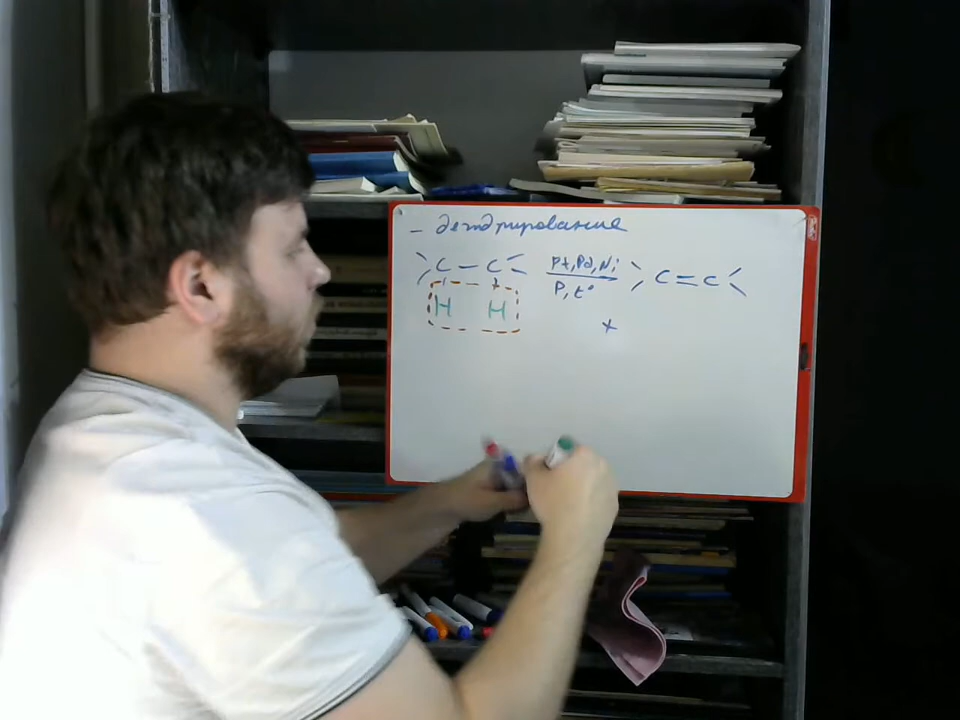 - дегидрирование
C - C Pt, Pd, Ni C = C
H H P, t°
+